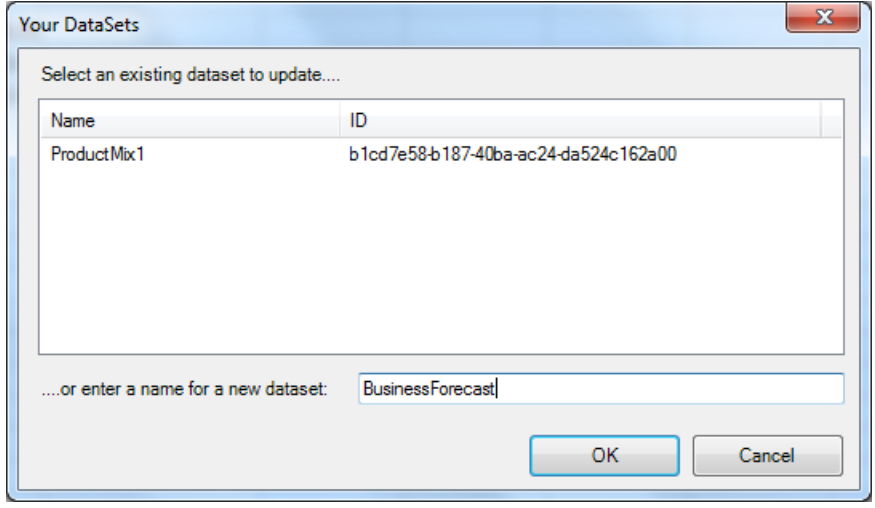 Your DataSets
Select an existing dataset to update....
Name ID
ProductMix1 b1cd7e58-b187-40ba-ac24-da524c162a00
....or enter a name for a new dataset: BusinessForecast
OK Cancel